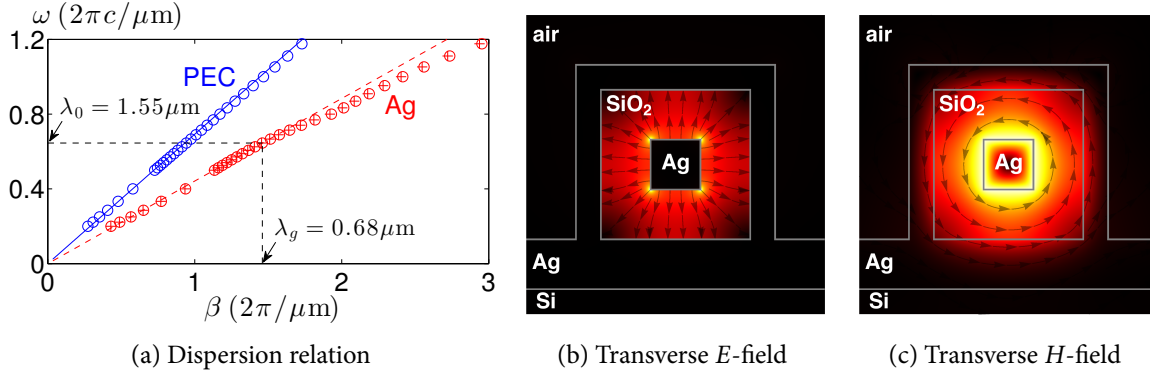 ω (2πc/μm)
1.2
0.8
0.4
0
0
1
2
3
β (2π/μm)
PEC
Ag
λ₀ = 1.55μm
λ_g = 0.68μm
(a) Dispersion relation
air
SiO₂
Ag
Ag
Si
(b) Transverse E-field
air
SiO₂
Ag
Ag
Si
(c) Transverse H-field